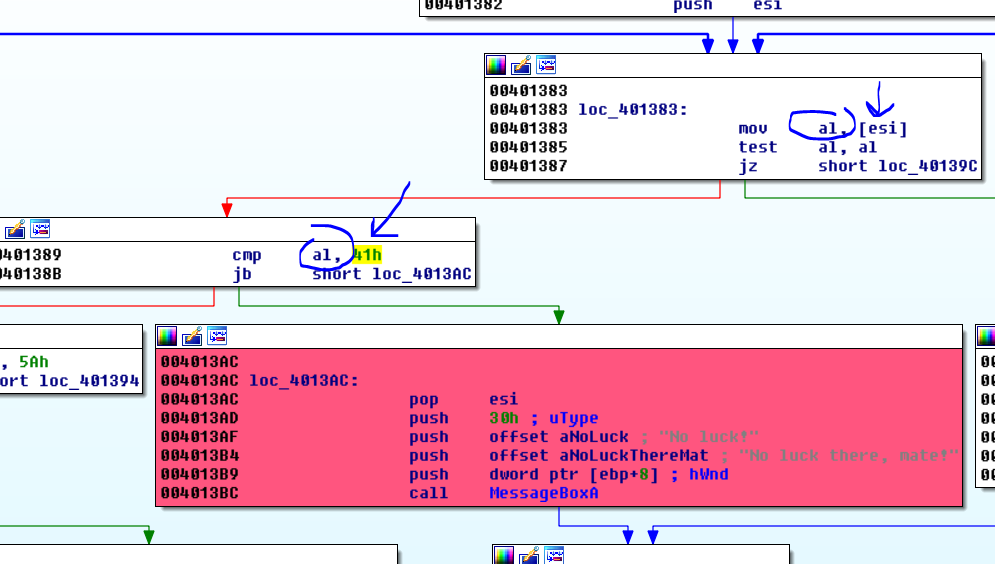 00401382 push esi
00401383
00401383 loc_401383:
00401383 mov al, [esi]
00401385 test al, al
00401387 jz short loc_40139C
00401389 cmp al, 41h
0040138B jb short loc_4013AC
, 5Ah
ort loc_401394
004013AC
004013AC loc_4013AC:
004013AC pop esi
004013AD push 30h ; uType
004013AF push offset aNoLuck ; "No luck!"
004013B4 push offset aNoLuckThereMat ; "No luck there, mate!"
004013B9 push dword ptr [ebp+8] ; hWnd
004013BC call MessageBoxA